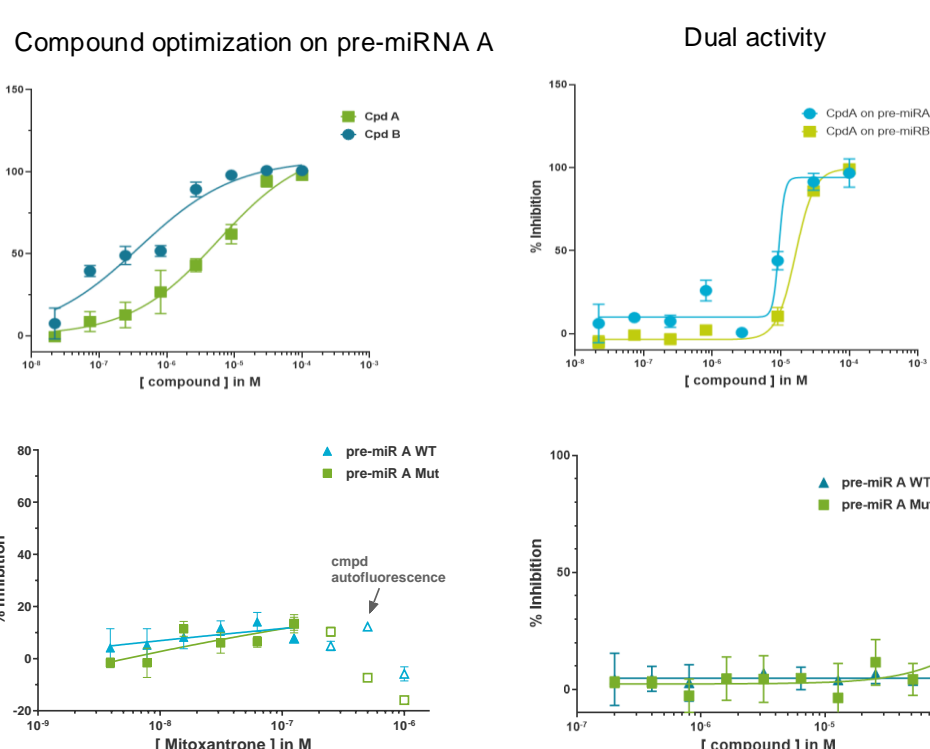 Compound optimization on pre-miRNA A
150
100
50
0
% Inhibition
Cpd A
Cpd B
10-8 10-7 10-6 10-5 10-4 10-3
[ compound ] in M
Dual activity
150
100
50
0
% Inhibition
CpdA on pre-miRA
CpdA on pre-miRB
10-8 10-7 10-6 10-5 10-4 10-3
[ compound ] in M
80
60
40
20
0
-20
% Inhibition
pre-miR A WT
pre-miR A Mut
cmpd
autofluorescence
10-9 10-8 10-7 10-6
[ Mitoxantrone ] in M
100
50
0
% Inhibition
pre-miR A WT
pre-miR A Mut
10-7 10-6 10-5
[ compound ] in M